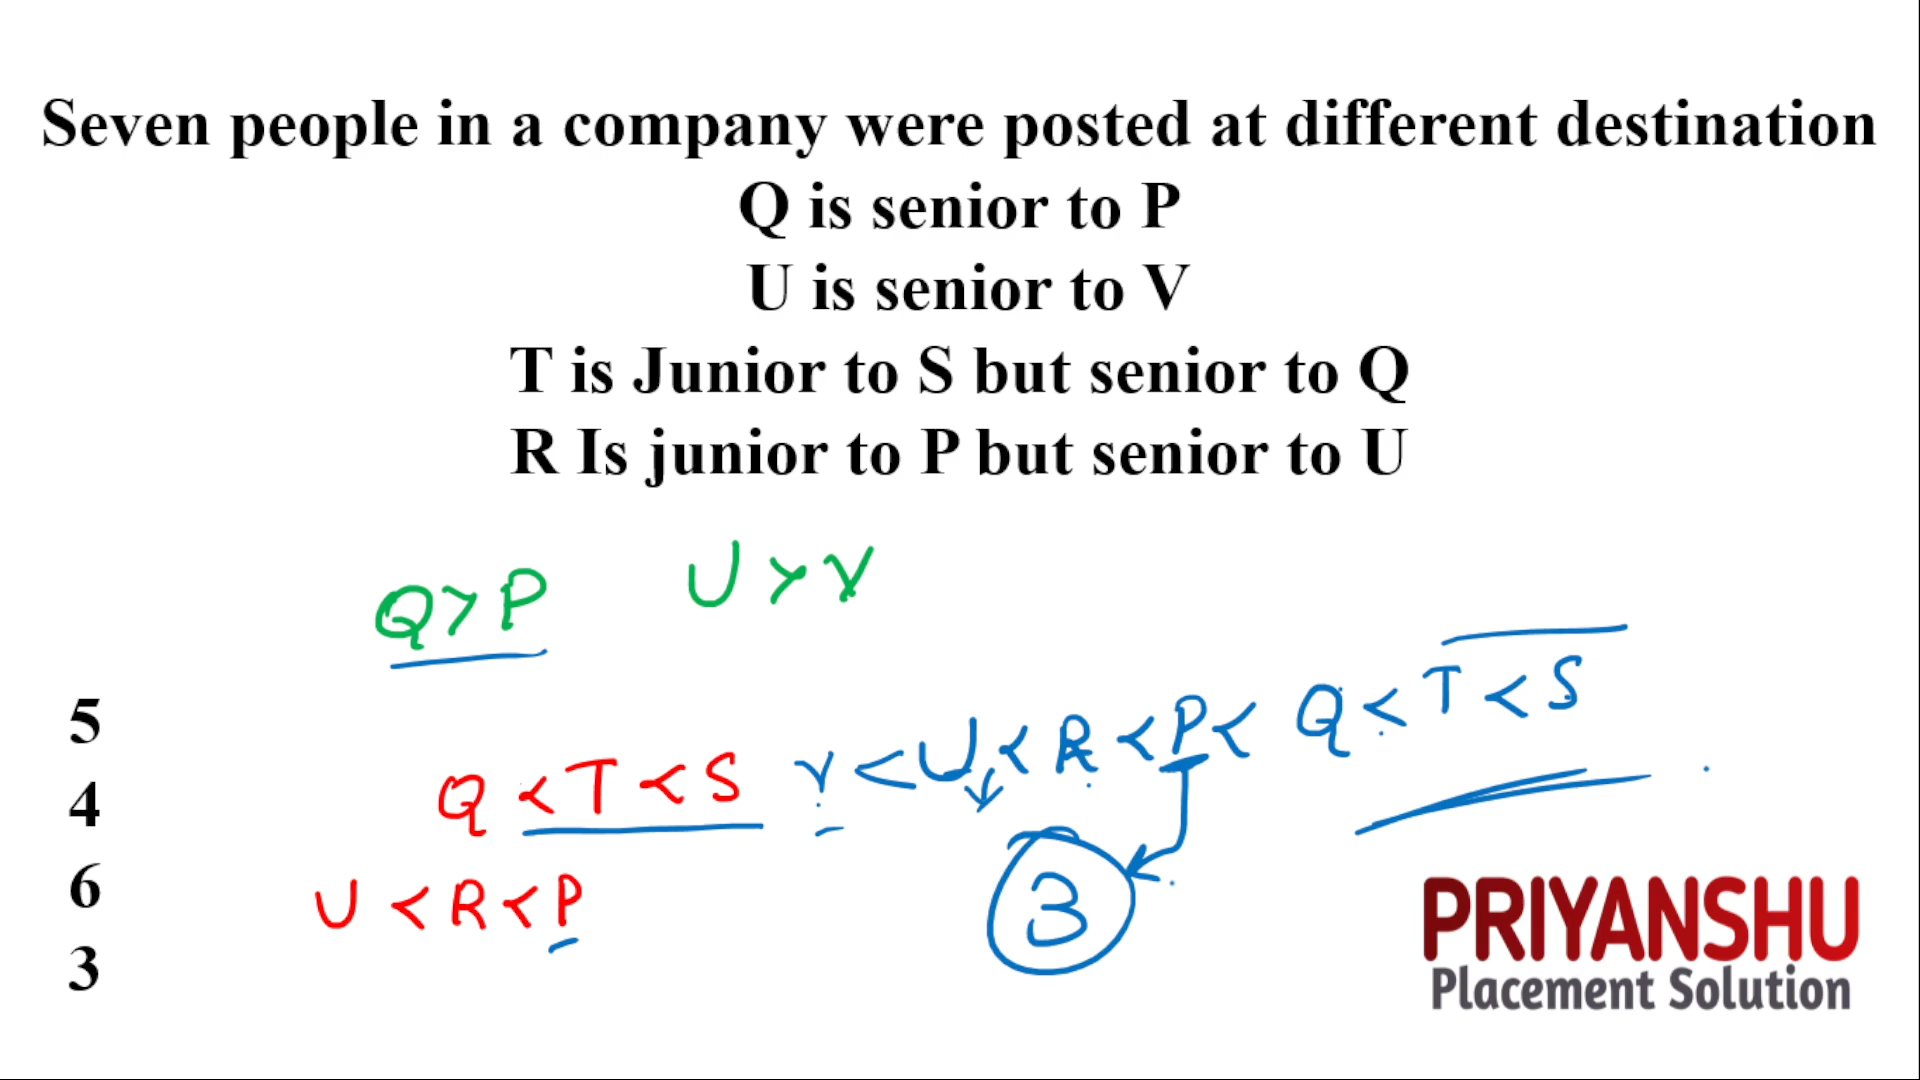 Seven people in a company were posted at different destination
Q is senior to P
U is senior to V
T is Junior to S but senior to Q
R Is junior to P but senior to U
Q > P
U > V
5
4
6
3
Q < T < S
V < U < R < P < Q < T < S
U < R < P
3
PRIYANSHU
Placement Solution